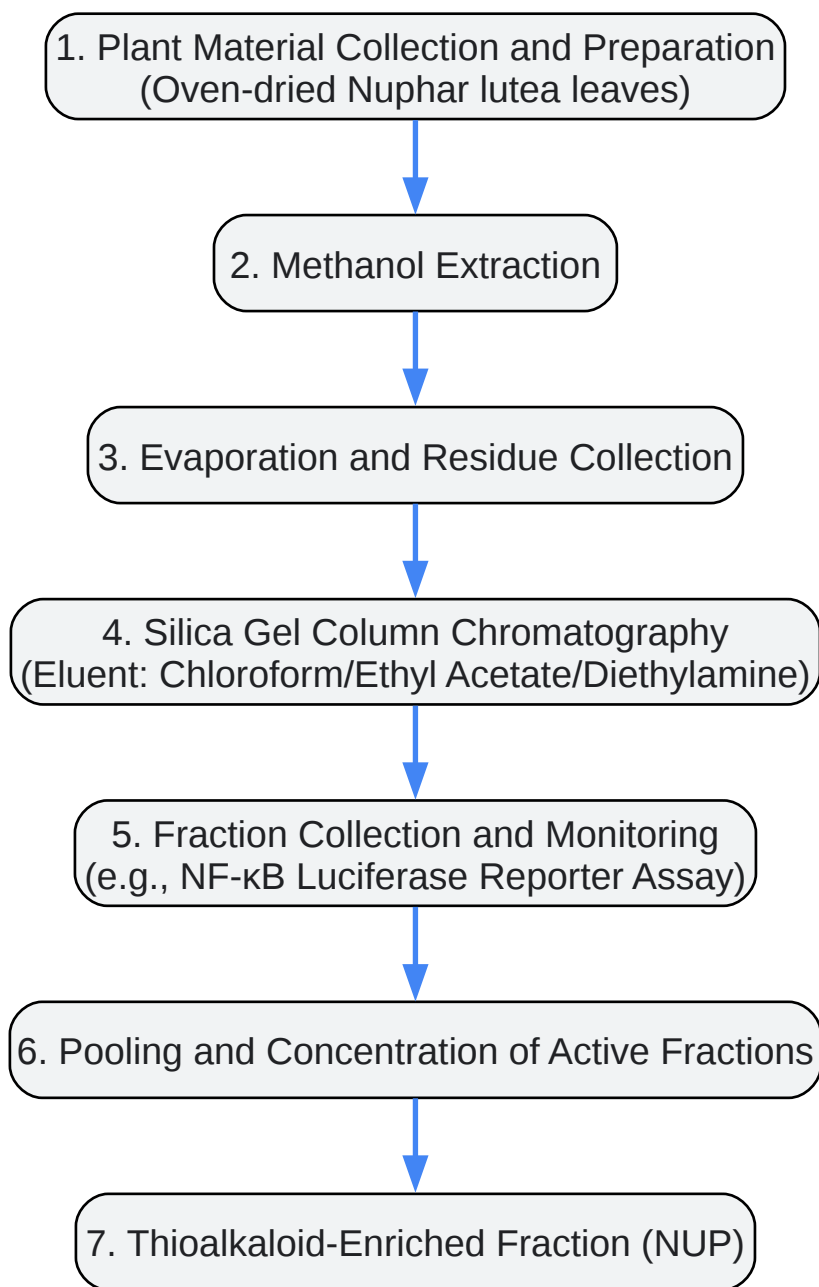 1. Plant Material Collection and Preparation
(Oven-dried Nuphar lutea leaves)
2. Methanol Extraction
3. Evaporation and Residue Collection
4. Silica Gel Column Chromatography
(Eluent: Chloroform/Ethyl Acetate/Diethylamine)
5. Fraction Collection and Monitoring
(e.g., NF-κB Luciferase Reporter Assay)
6. Pooling and Concentration of Active Fractions
7. Thioalkaloid-Enriched Fraction (NUP)